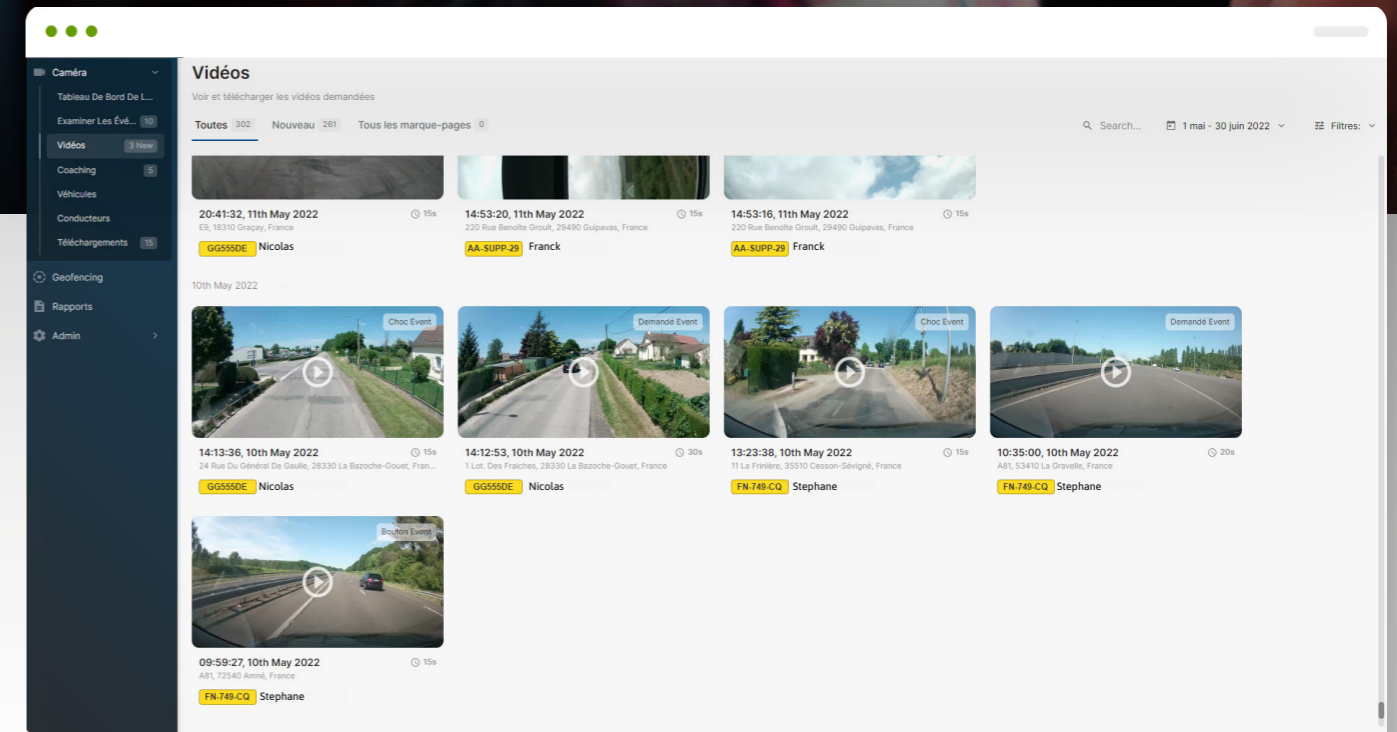 Caméra
Tableau De Bord De L...
Examiner Les Évé... 10
Vidéos 3 New
Coaching 5
Véhicules
Conducteurs
Téléchargements 15
Geofencing
Rapports
Admin
Vidéos
Voir et télécharger les vidéos demandées
Toutes 302 Nouveau 261 Tous les marque-pages 0
Search... 1 mai - 30 juin 2022 Filtres:
20:41:32, 11th May 2022 15s
E9, 18310 Graçay, France
GG555DE Nicolas
14:53:20, 11th May 2022 15s
220 Rue Benoîte Groult, 29490 Guipavas, France
AA-SUPP-29 Franck
14:53:16, 11th May 2022 15s
220 Rue Benoîte Groult, 29490 Guipavas, France
AA-SUPP-29 Franck
10th May 2022
Choc Event
14:13:36, 10th May 2022 15s
24 Rue Du Général De Gaulle, 28330 La Bazoche-Gouet, Fran...
GG555DE Nicolas
Demandé Event
14:12:53, 10th May 2022 30s
1 Lot. Des Fraiches, 28330 La Bazoche-Gouet, France
GG555DE Nicolas
Choc Event
13:23:38, 10th May 2022 15s
11 La Frinière, 35510 Cesson-Sévigné, France
FN-749-CQ Stephane
Demandé Event
10:35:00, 10th May 2022 20s
A81, 53410 La Gravelle, France
FN-749-CQ Stephane
Bouton Event
09:59:27, 10th May 2022 15s
A81, 72540 Amné, France
FN-749-CQ Stephane